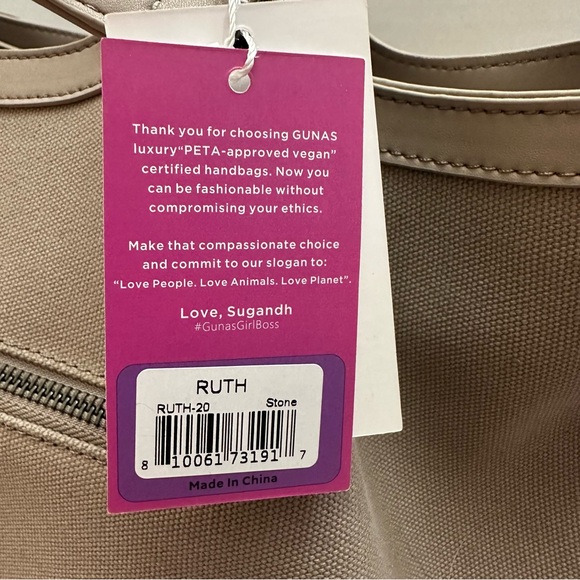 Thank you for choosing GUNAS
luxury“PETA-approved vegan”
certified handbags. Now you
can be fashionable without
compromising your ethics.
Make that compassionate choice
and commit to our slogan to:
“Love People. Love Animals. Love Planet”.
Love, Sugandh
#GunasGirlBoss
RUTH
RUTH-20 Stone
8 10061 73191 7
Made In China